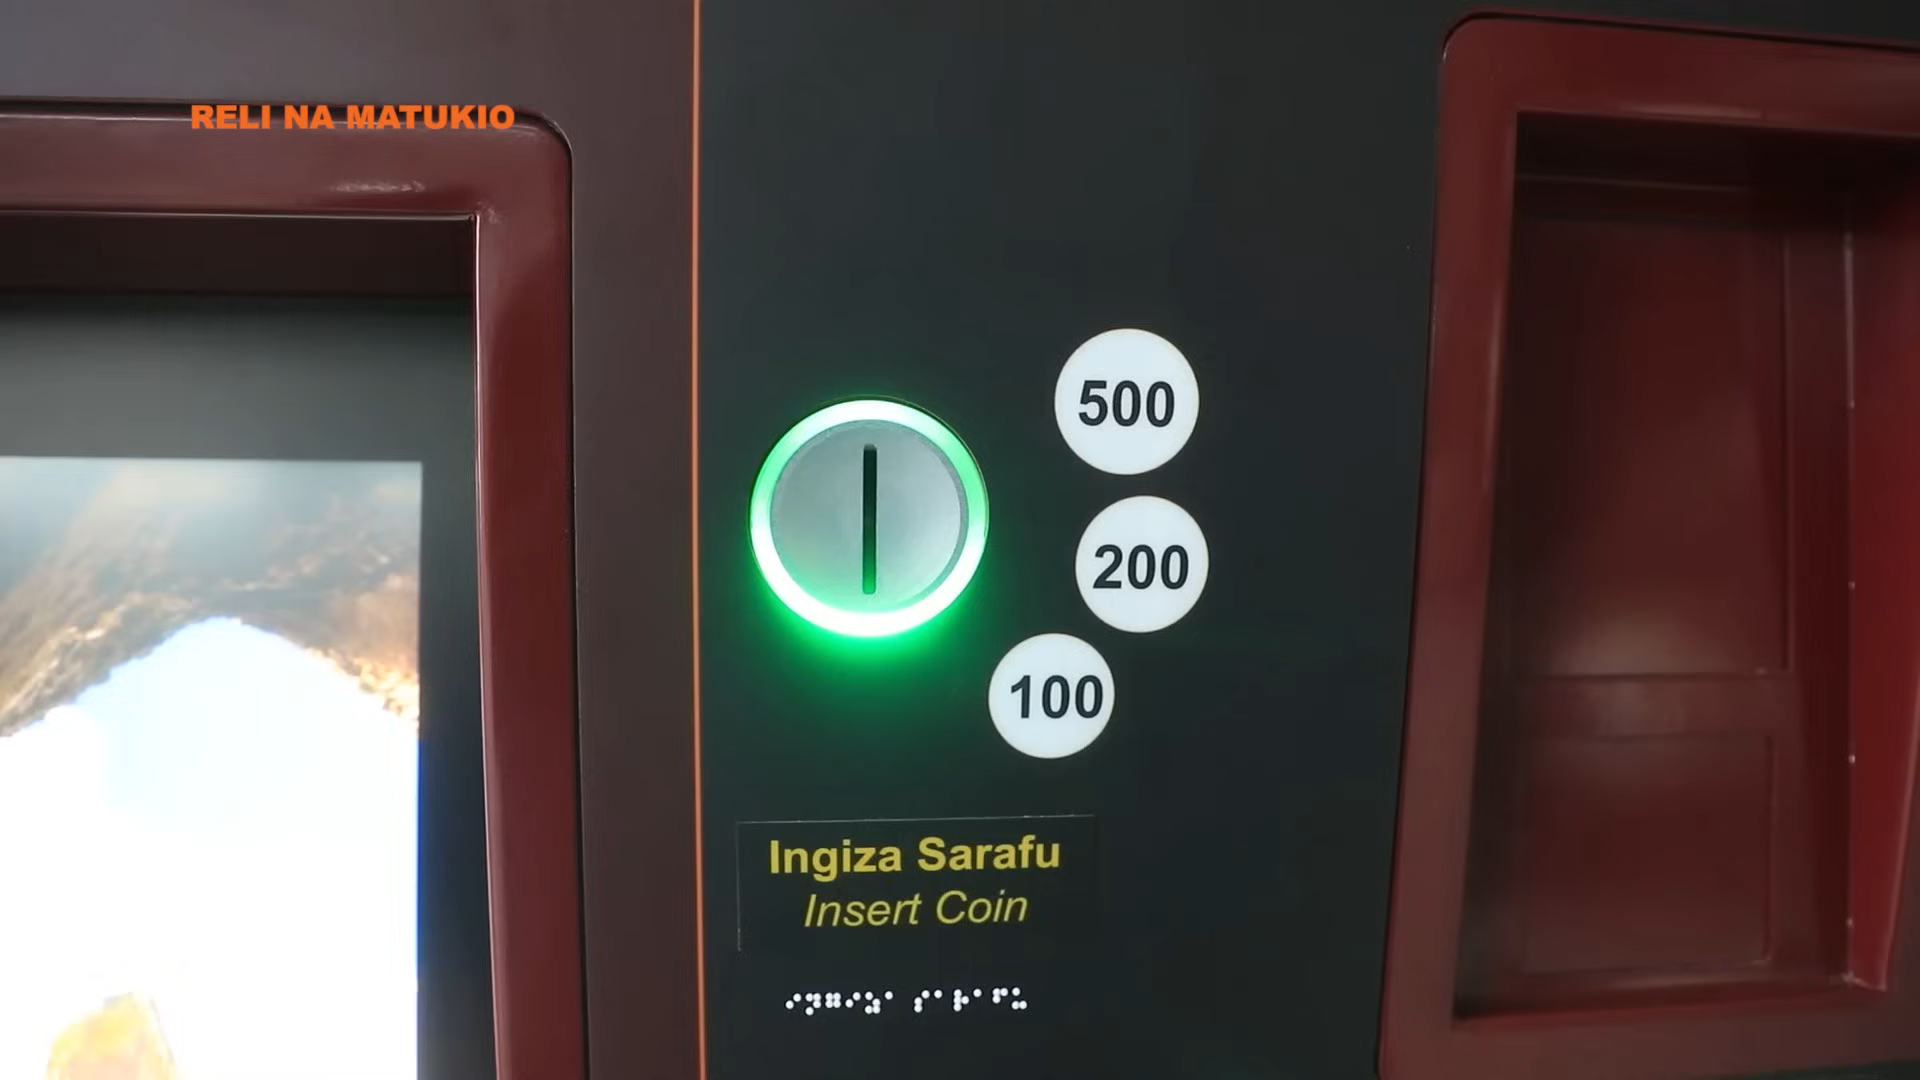 RELI NA MATUKIO
500
200
100
Ingiza Sarafu
Insert Coin
⠊⠝⠛⠊⠵⠁ ⠎⠁⠗⠁⠋⠥